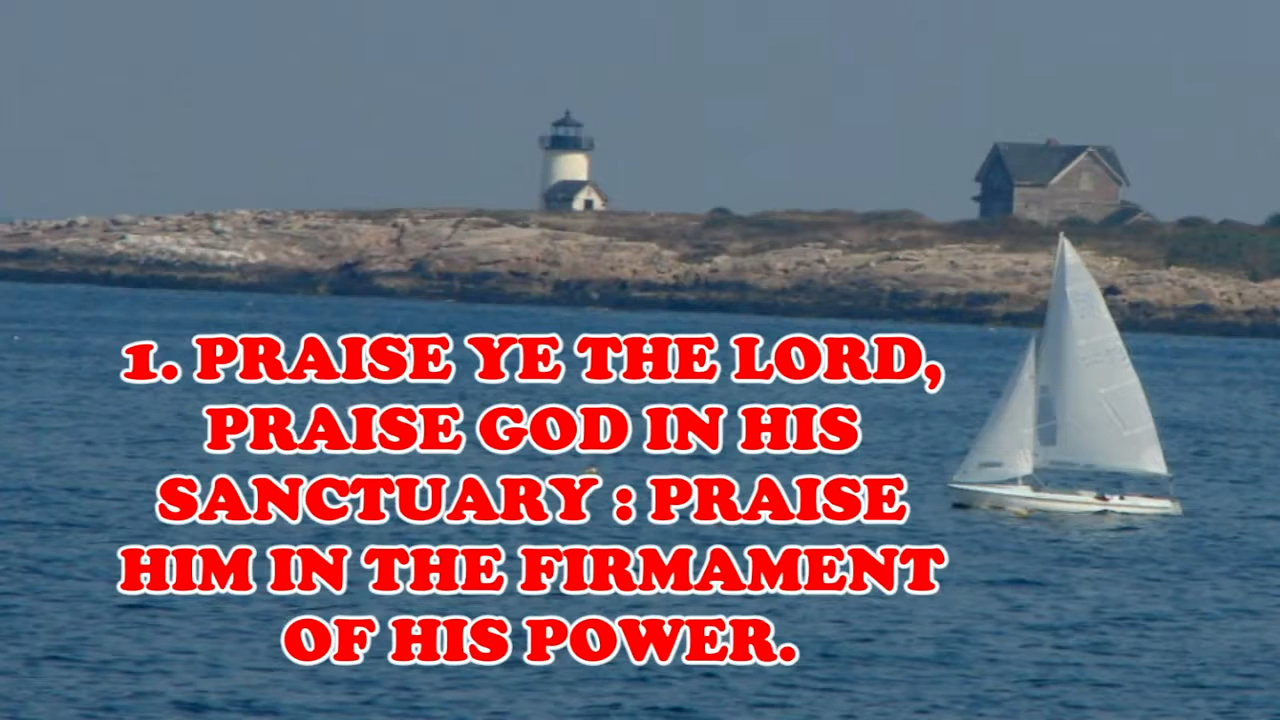 1. PRAISE YE THE LORD,
PRAISE GOD IN HIS
SANCTUARY : PRAISE
HIM IN THE FIRMAMENT
OF HIS POWER.